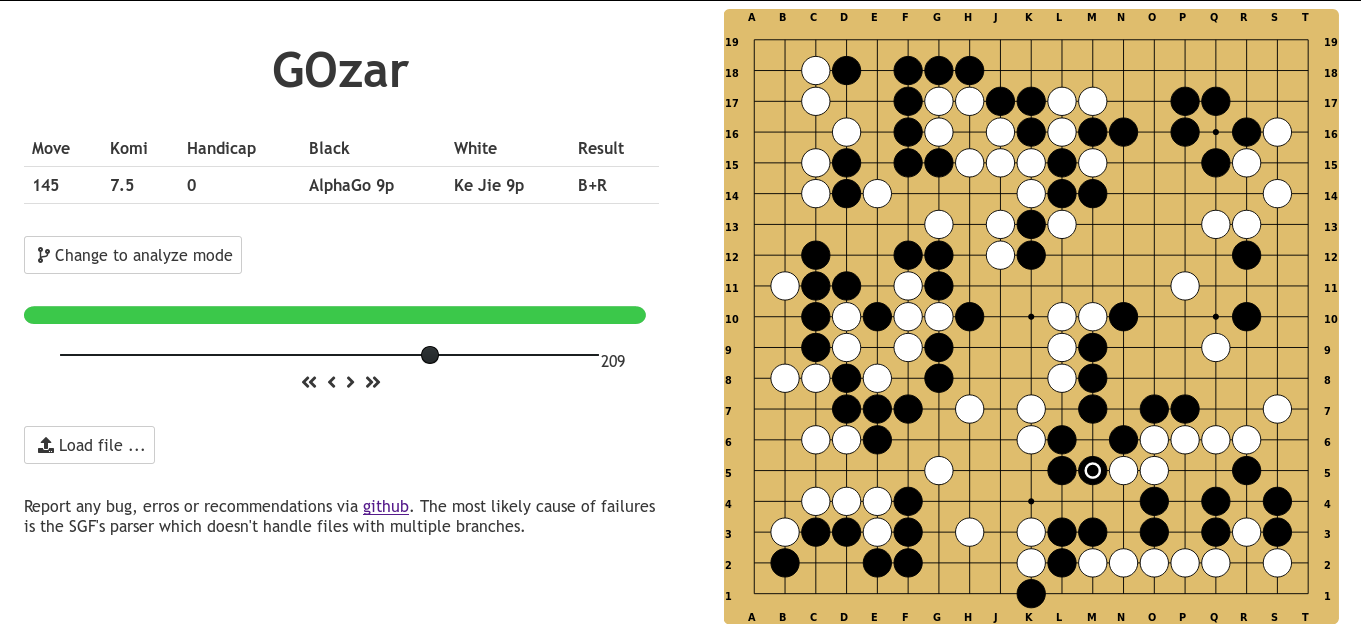 GOzar
Move Komi Handicap Black White Result
145 7.5 0 AlphaGo 9p Ke Jie 9p B+R
Change to analyze mode
209
Load file ...
Report any bug, erros or recommendations via github. The most likely cause of failures
is the SGF's parser which doesn't handle files with multiple branches.
A B C D E F G H J K L M N O P Q R S T
19 19
18 18
17 17
16 16
15 15
14 14
13 13
12 12
11 11
10 10
9 9
8 8
7 7
6 6
5 5
4 4
3 3
2 2
1 1
A B C D E F G H J K L M N O P Q R S T